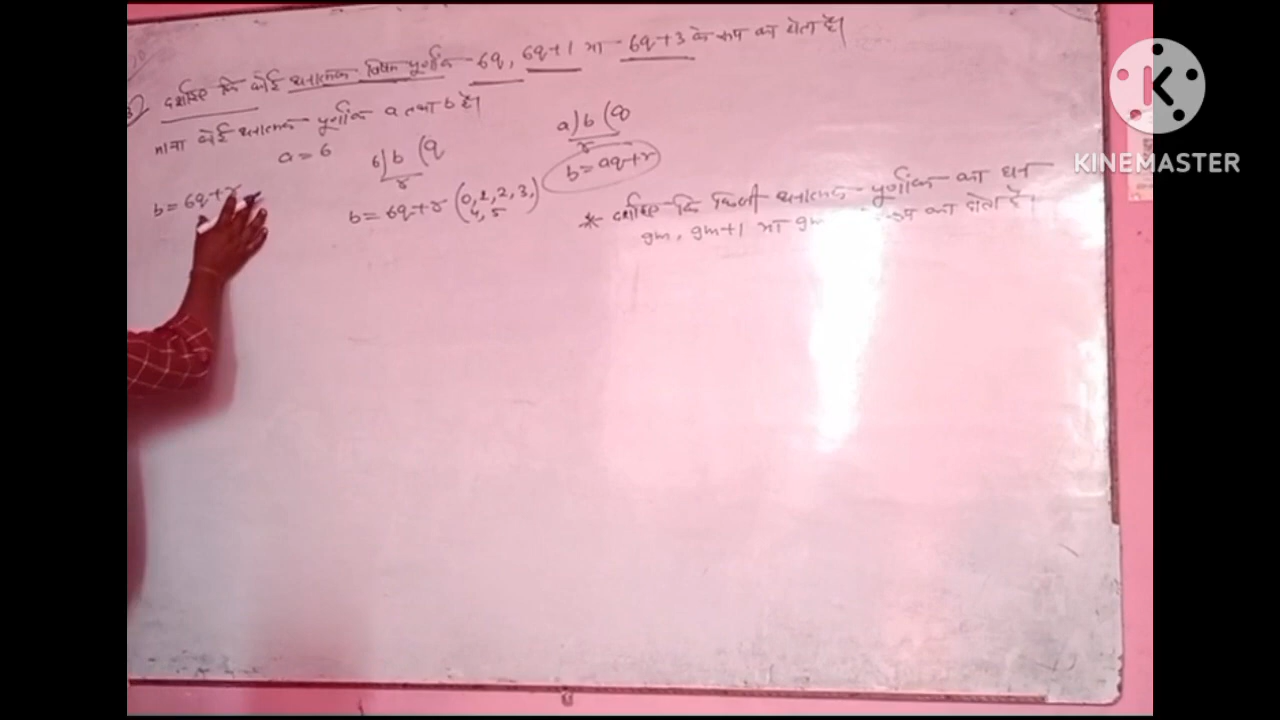 दर्शाइए कि कोई धनात्मक विषम पूर्णांक 6q, 6q+1 या 6q+3 के रूप का होता है।
माना कोई धनात्मक पूर्णांक a तथा b है।
a = 6
6) b (q
r
a) b (q
r
b = aq+r
b = 6q+r
b = 6q+r (0, 1, 2, 3, 4, 5)
* दर्शाइए कि किसी धनात्मक पूर्णांक का घन
9m, 9m+1 या 9m रूप का होता है।
KINEMASTER